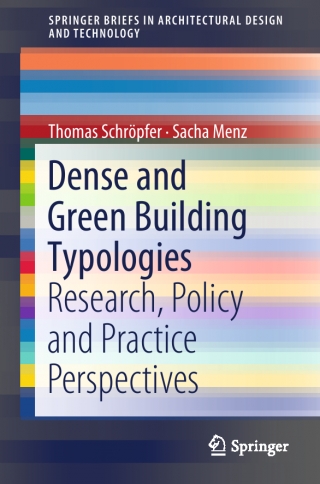 SPRINGER BRIEFS IN ARCHITECTURAL DESIGN
AND TECHNOLOGY
Thomas Schröpfer · Sacha Menz
Dense and
Green Building
Typologies
Research, Policy
and Practice
Perspectives
Springer